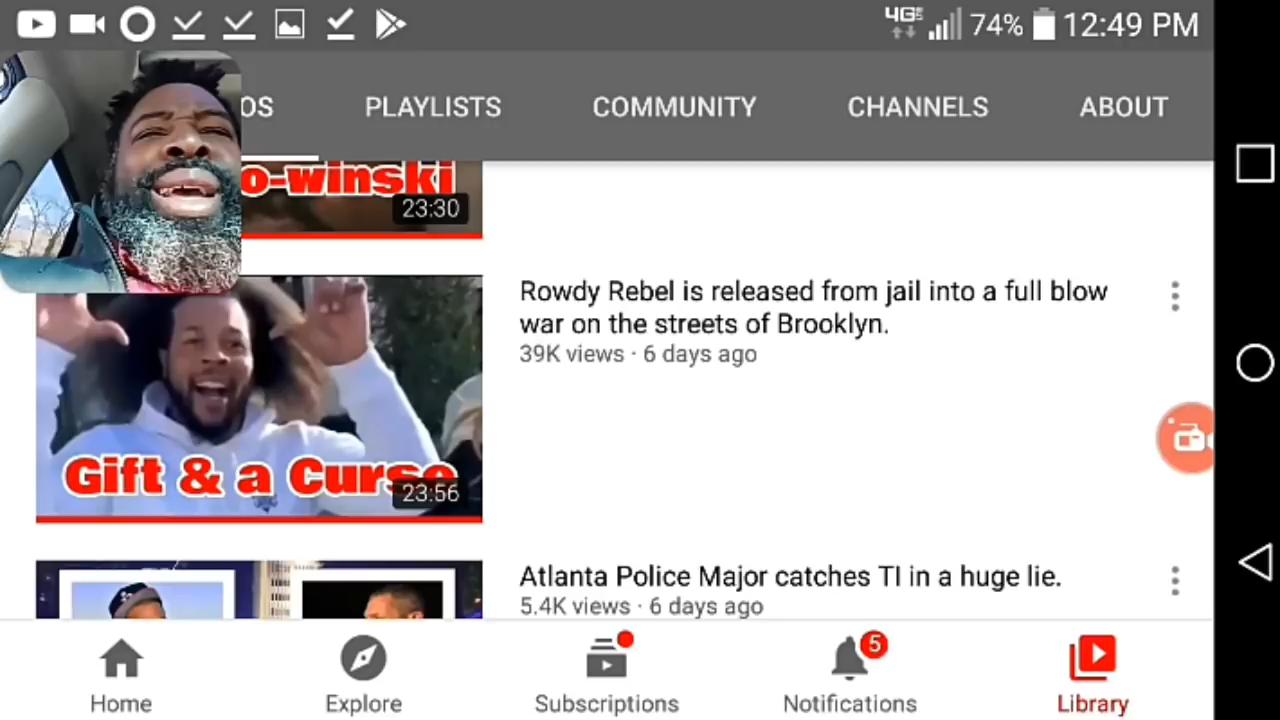 4G
74%
12:49 PM
OS
PLAYLISTS
COMMUNITY
CHANNELS
ABOUT
o-winski
23:30
Rowdy Rebel is released from jail into a full blow
war on the streets of Brooklyn.
39K views · 6 days ago
Gift & a Curse
23:56
Atlanta Police Major catches TI in a huge lie.
5.4K views · 6 days ago
5
Home
Explore
Subscriptions
Notifications
Library